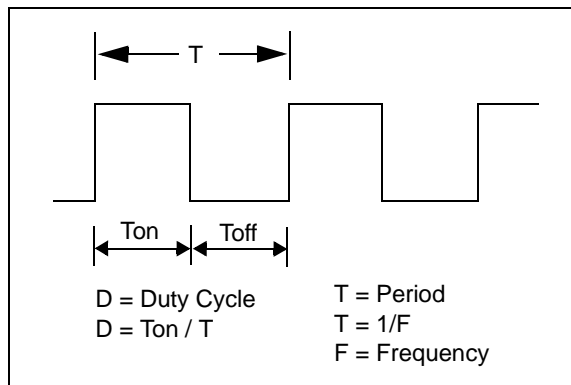 T
Ton
Toff
D = Duty Cycle
D = Ton / T
T = Period
T = 1/F
F = Frequency